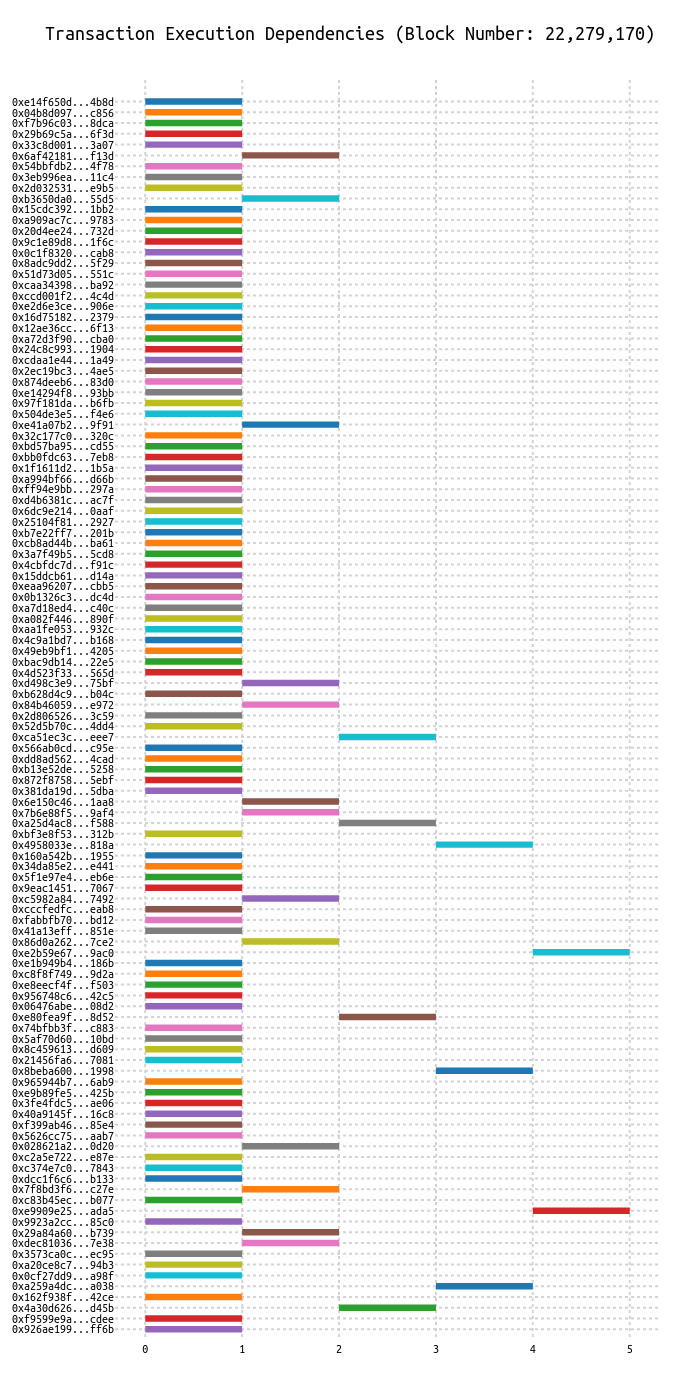 Transaction Execution Dependencies (Block Number: 22,279,170)
0xe14f650d...4b8d
0x04b8d097...c856
0xf7b96c03...8dca
0x29b69c5a...6f3d
0x33c8d001...3a07
0x6af42181...f13d
0x54bbfdb2...4f78
0x3eb996ea...11c4
0x2d032531...e9b5
0xb3650da0...55d5
0x15cdc392...1bb2
0xa909ac7c...9783
0x20d4ee24...732d
0x9c1e89d8...1f6c
0x0c1f8320...cab8
0x8adc9dd2...5f29
0x51d73d05...551c
0xcaa34398...ba92
0xccd001f2...4c4d
0xe2d6e3ce...906e
0x16d75182...2379
0x12ae36cc...6f13
0xa72d3f90...cba0
0x24c8c993...1904
0xcdaa1e44...1a49
0x2ec19bc3...4ae5
0x874deeb6...83d0
0xe14294f8...93bb
0x97f181da...b6fb
0x504de3e5...f4e6
0xe41a07b2...9f91
0x32c177c0...320c
0xbd57ba95...cd55
0xbb0fdc63...7eb8
0x1f1611d2...1b5a
0xa994bf66...d66b
0xff94e9bb...297a
0xd4b6381c...ac7f
0x6dc9e214...0aaf
0x25104f81...2927
0xb7e22ff7...201b
0xcb8ad44b...ba61
0x3a7f49b5...5cd8
0x4cbfdc7d...f91c
0x15ddcb61...d14a
0xeaa96207...cbb5
0x0b1326c3...dc4d
0xa7d18ed4...c40c
0xa082f446...890f
0xaa1fe053...932c
0x4c9a1bd7...b168
0x49eb9bf1...4205
0xbac9db14...22e5
0x4d523f33...565d
0xd498c3e9...75bf
0xb628d4c9...b04c
0x84b46059...e972
0x2d806526...3c59
0x52d5b70c...4dd4
0xca51ec3c...eee7
0x566ab0cd...c95e
0xdd8ad562...4cad
0xb13e52de...5258
0x872f8758...5ebf
0x381da19d...5dba
0x6e150c46...1aa8
0x7b6e88f5...9af4
0xa25d4ac8...f588
0xbf3e8f53...312b
0x4958033e...818a
0x160a542b...1955
0x34da85e2...e441
0x5f1e97e4...eb6e
0x9eac1451...7067
0xc5982a84...7492
0xcccfedfc...eab8
0xfabbfb70...bd12
0x41a13eff...851e
0x86d0a262...7ce2
0xe2b59e67...9ac0
0xe1b949b4...186b
0xc8f8f749...9d2a
0xe8eecf4f...f503
0x956748c6...42c5
0x06476abe...08d2
0xe80fea9f...8d52
0x74bfbb3f...c883
0x5af70d60...10bd
0x8c459613...d609
0x21456fa6...7081
0x8beba600...1998
0x965944b7...6ab9
0xe9b89fe5...425b
0x3fe4fdc5...ae06
0x40a9145f...16c8
0xf399ab46...85e4
0x5626cc75...aab7
0x028621a2...0d20
0xc2a5e722...e87e
0xc374e7c0...7843
0xdcc1f6c6...b133
0x7f8bd3f6...c27e
0xc83b45ec...b077
0xe9909e25...ada5
0x9923a2cc...85c0
0x29a84a60...b739
0xdec81036...7e38
0x3573ca0c...ec95
0xa20ce8c7...94b3
0x0cf27dd9...a98f
0xa259a4dc...a038
0x162f938f...42ce
0x4a30d626...d45b
0xf9599e9a...cdee
0x926ae199...ff6b
0 1 2 3 4 5